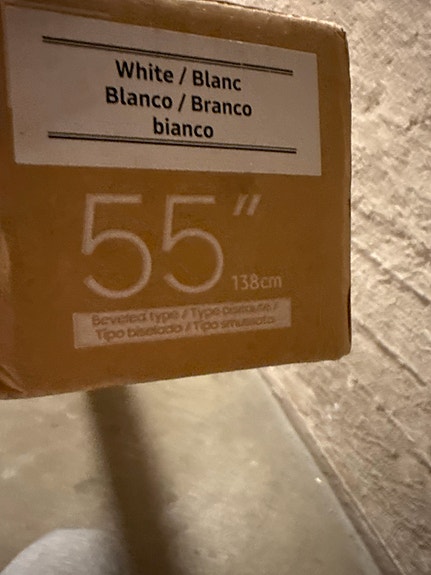 White / Blanc
Blanco / Branco
bianco
55"
138cm
Beveled type / Type biseauté /
Tipo biselado / Tipo smussato